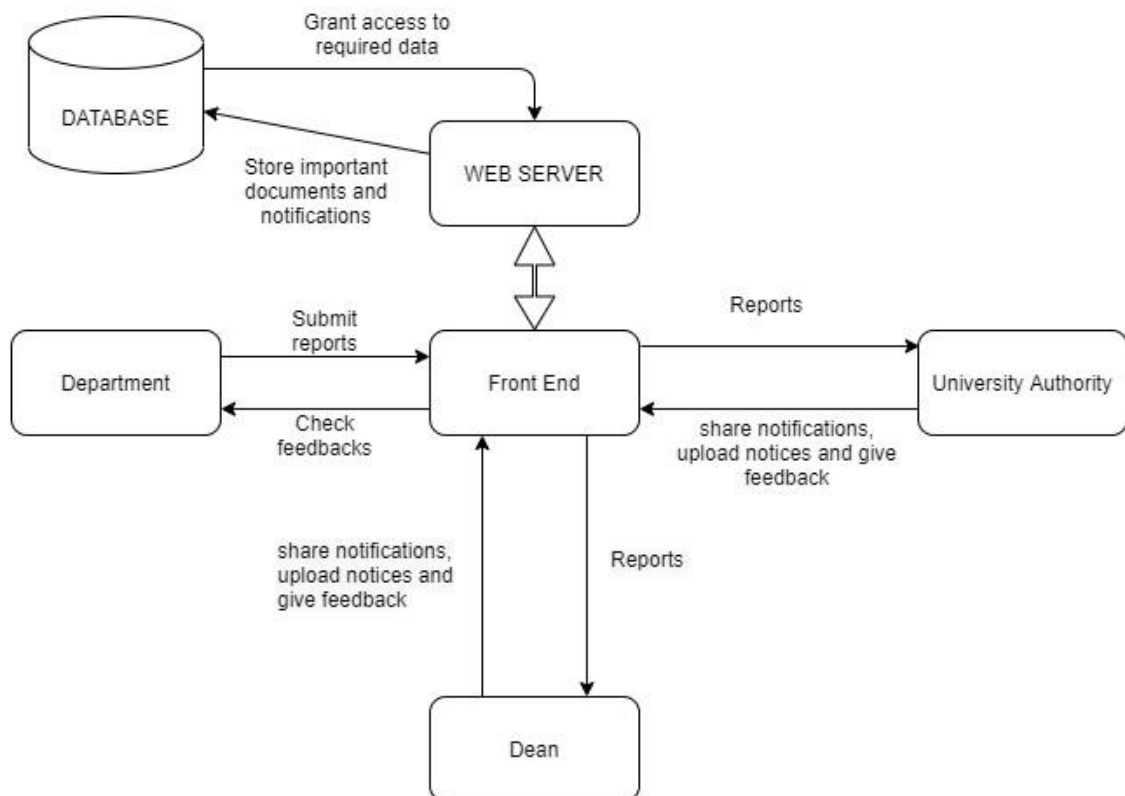 Grant access to
required data
DATABASE
WEB SERVER
Store important
documents and
notifications
Submit
reports
Reports
Department
Front End
University Authority
Check
feedbacks
share notifications,
upload notices and give
feedback
share notifications,
upload notices and
give feedback
Reports
Dean